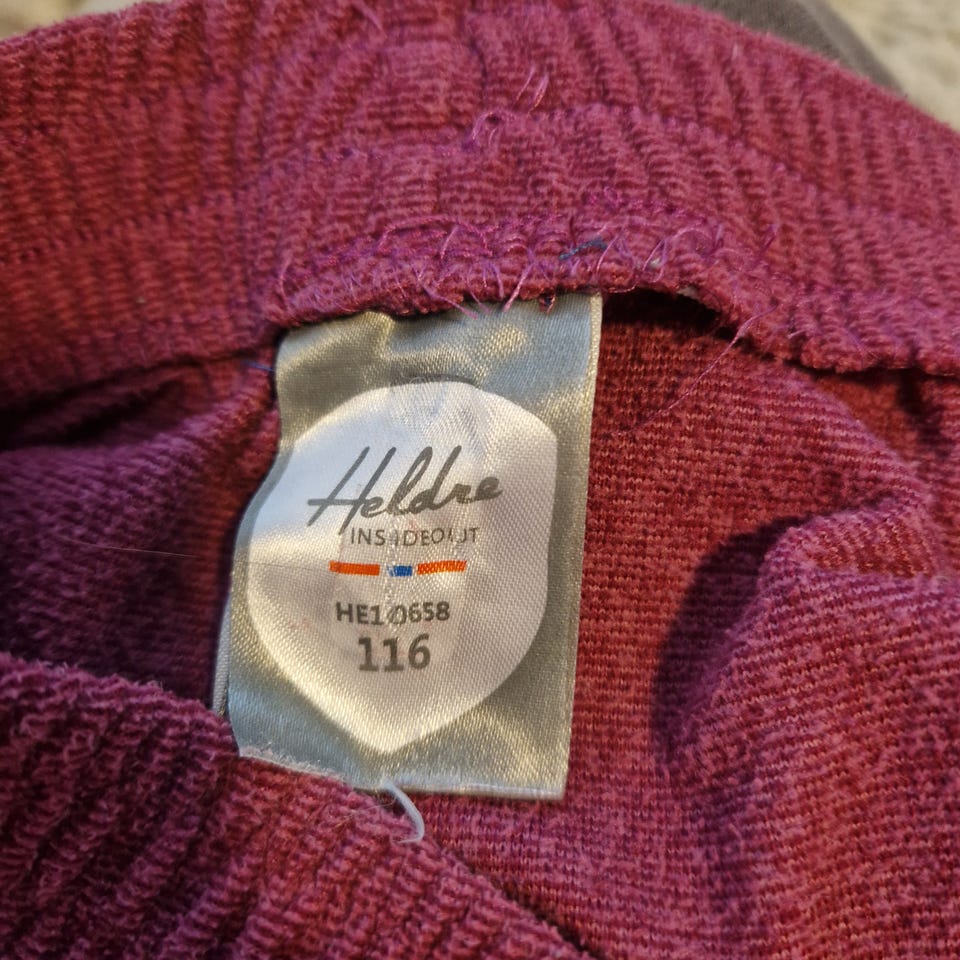 Heldre
INSIDEOUT
HE10658
116